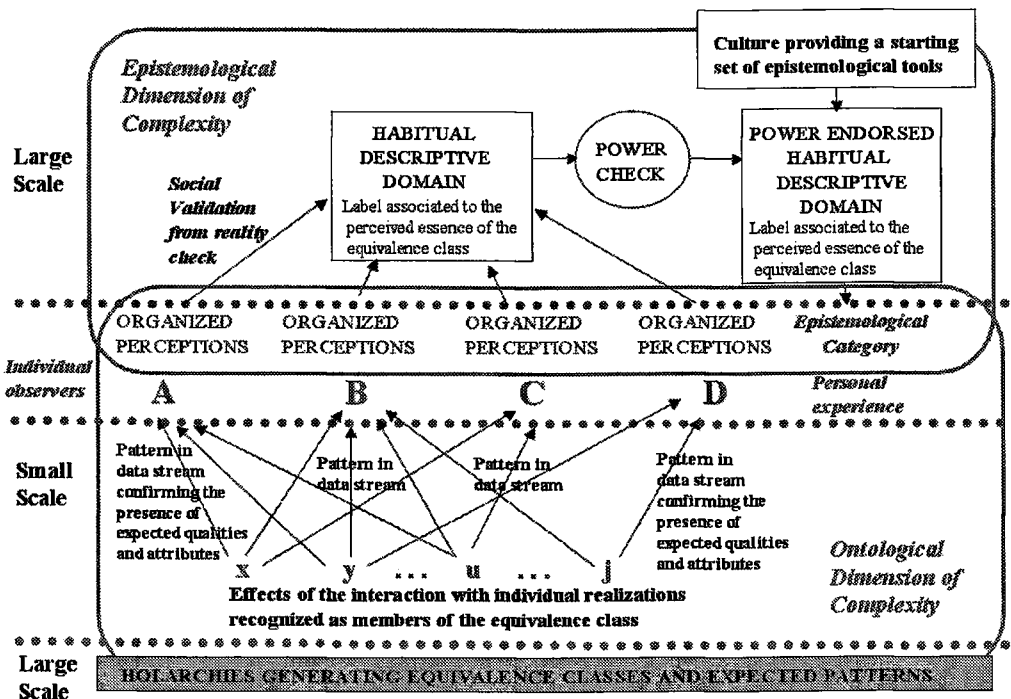 Culture providing a starting
set of epistemological tools
Epistemological
Dimension of
Complexity
Large
Scale
HABITUAL
DESCRIPTIVE
DOMAIN
Label associated to the
perceived essence of the
equivalence class
POWER
CHECK
POWER ENDORSED
HABITUAL
DESCRIPTIVE
DOMAIN
Label associated to the
perceived essence of the
equivalence class
Social
Validation
from reality
check
ORGANIZED
PERCEPTIONS
ORGANIZED
PERCEPTIONS
ORGANIZED
PERCEPTIONS
ORGANIZED
PERCEPTIONS
Epistemological
Category
Individual
observers
A
B
C
D
Personal
experience
Small
Scale
Pattern in
data stream
confirming the
presence of
expected qualities
and attributes
Pattern in
data stream
Pattern in
data stream
Pattern in
data stream
confirming the
presence of
expected qualities
and attributes
x y ... u ... j
Effects of the interaction with individual realizations
recognized as members of the equivalence class
Ontological
Dimension of
Complexity
Large
Scale
HOLARCHIES GENERATING EQUIVALENCE CLASSES AND EXPECTED PATTERNS